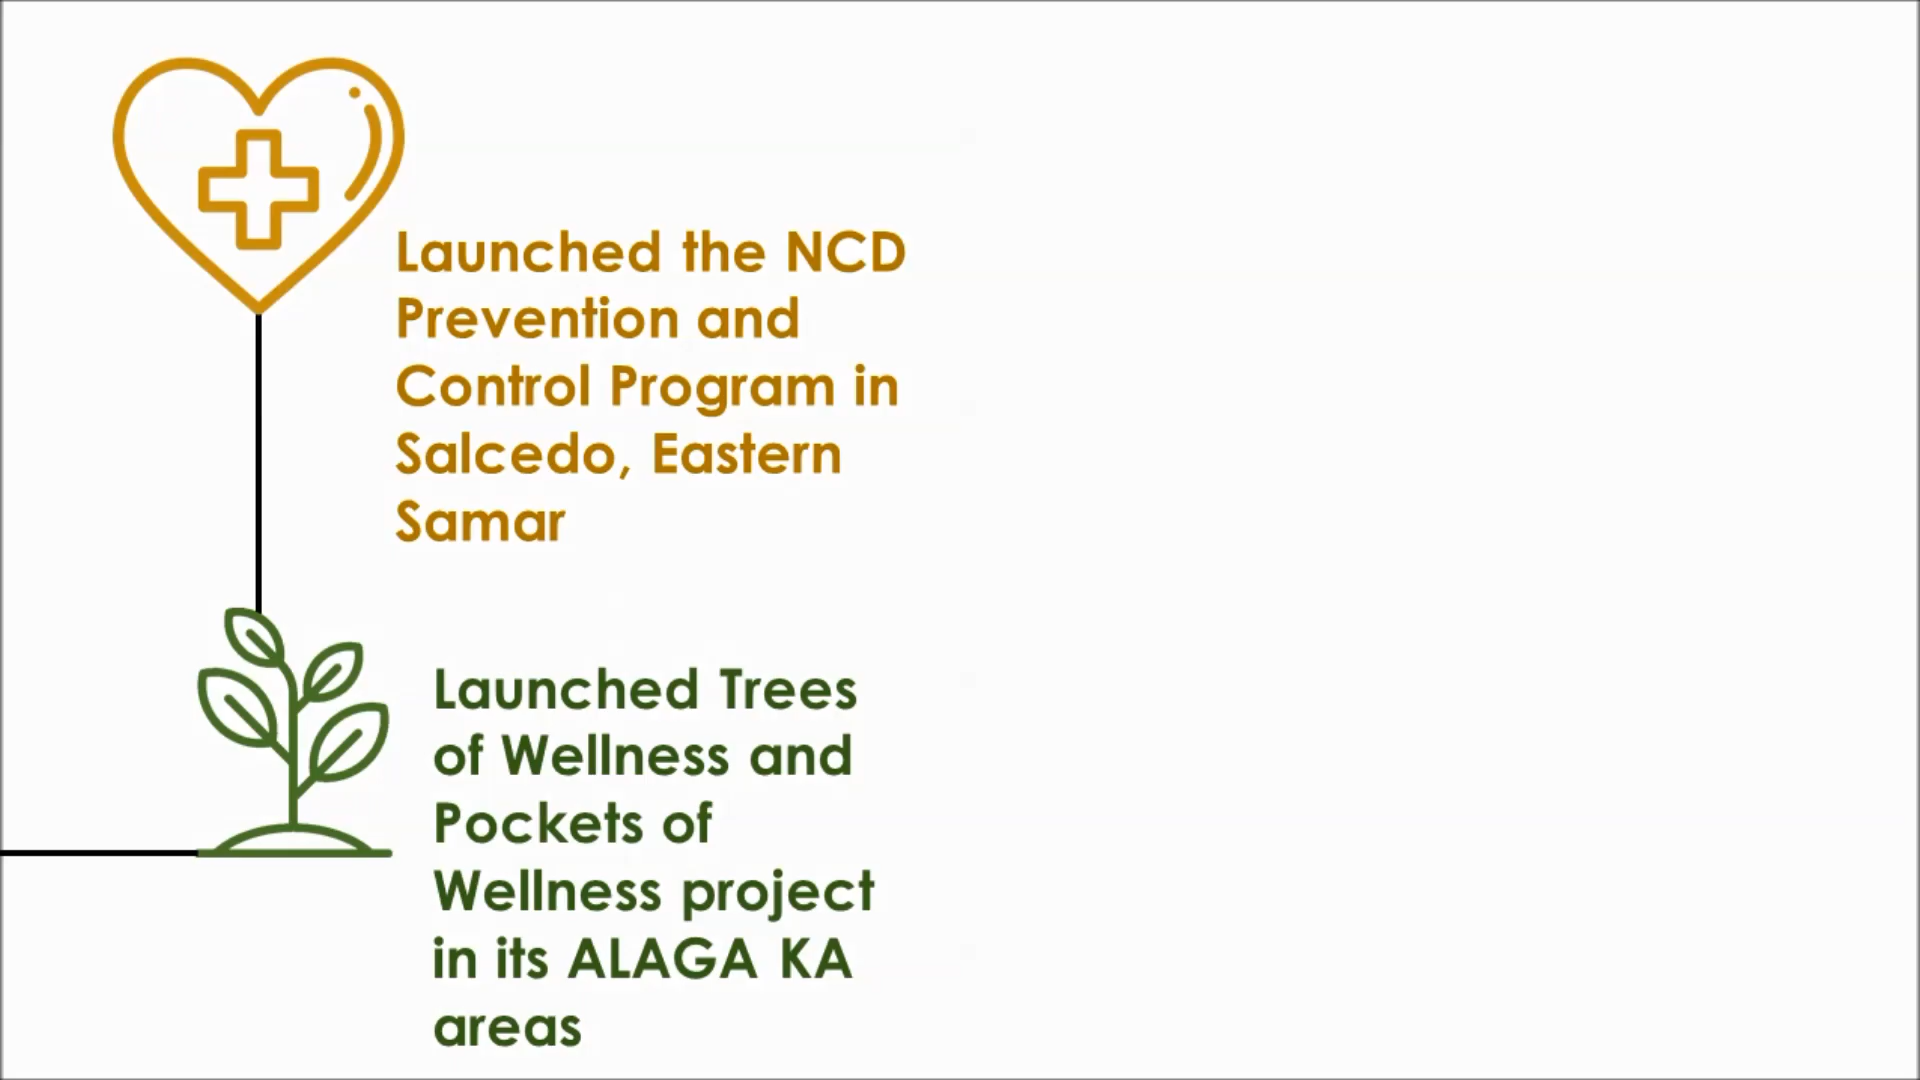 Launched the NCD
Prevention and
Control Program in
Salcedo, Eastern
Samar
Launched Trees
of Wellness and
Pockets of
Wellness project
in its ALAGA KA
areas